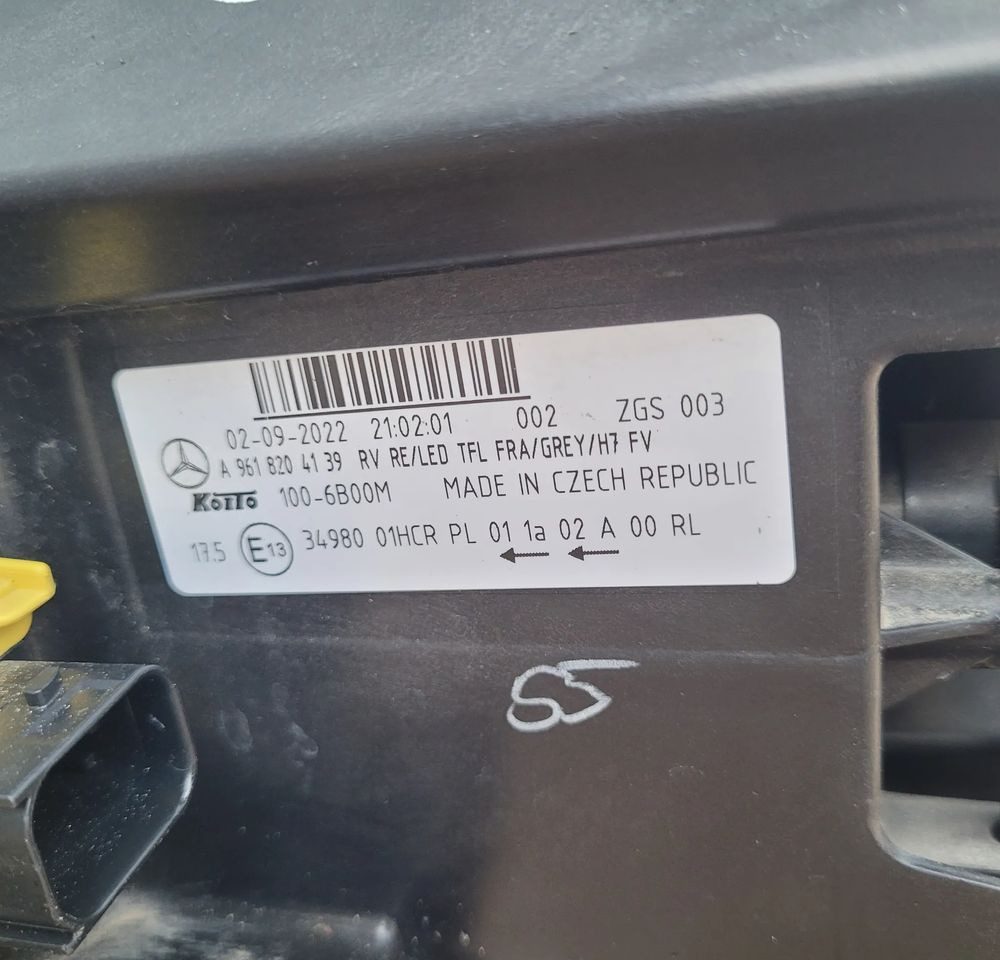 02-09-2022 21:02:01 002 ZGS 003
A 961 820 41 39 RV RE/LED TFL FRA/GREY/H7 FV
KOITO 100-6B00M MADE IN CZECH REPUBLIC
17.5 E13 34980 01HCR PL 01 1a 02 A 00 RL
S5